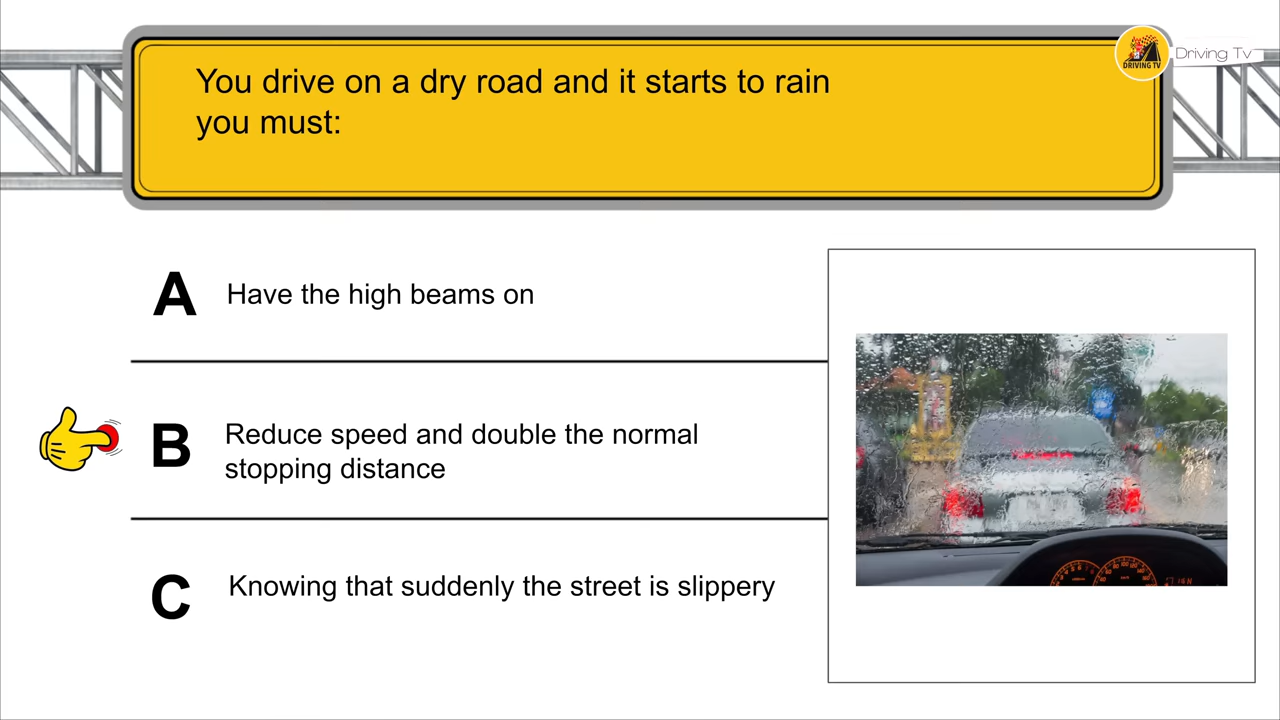 You drive on a dry road and it starts to rain
you must:
DRIVING TV
Driving Tv
A
Have the high beams on
B
Reduce speed and double the normal
stopping distance
C
Knowing that suddenly the street is slippery